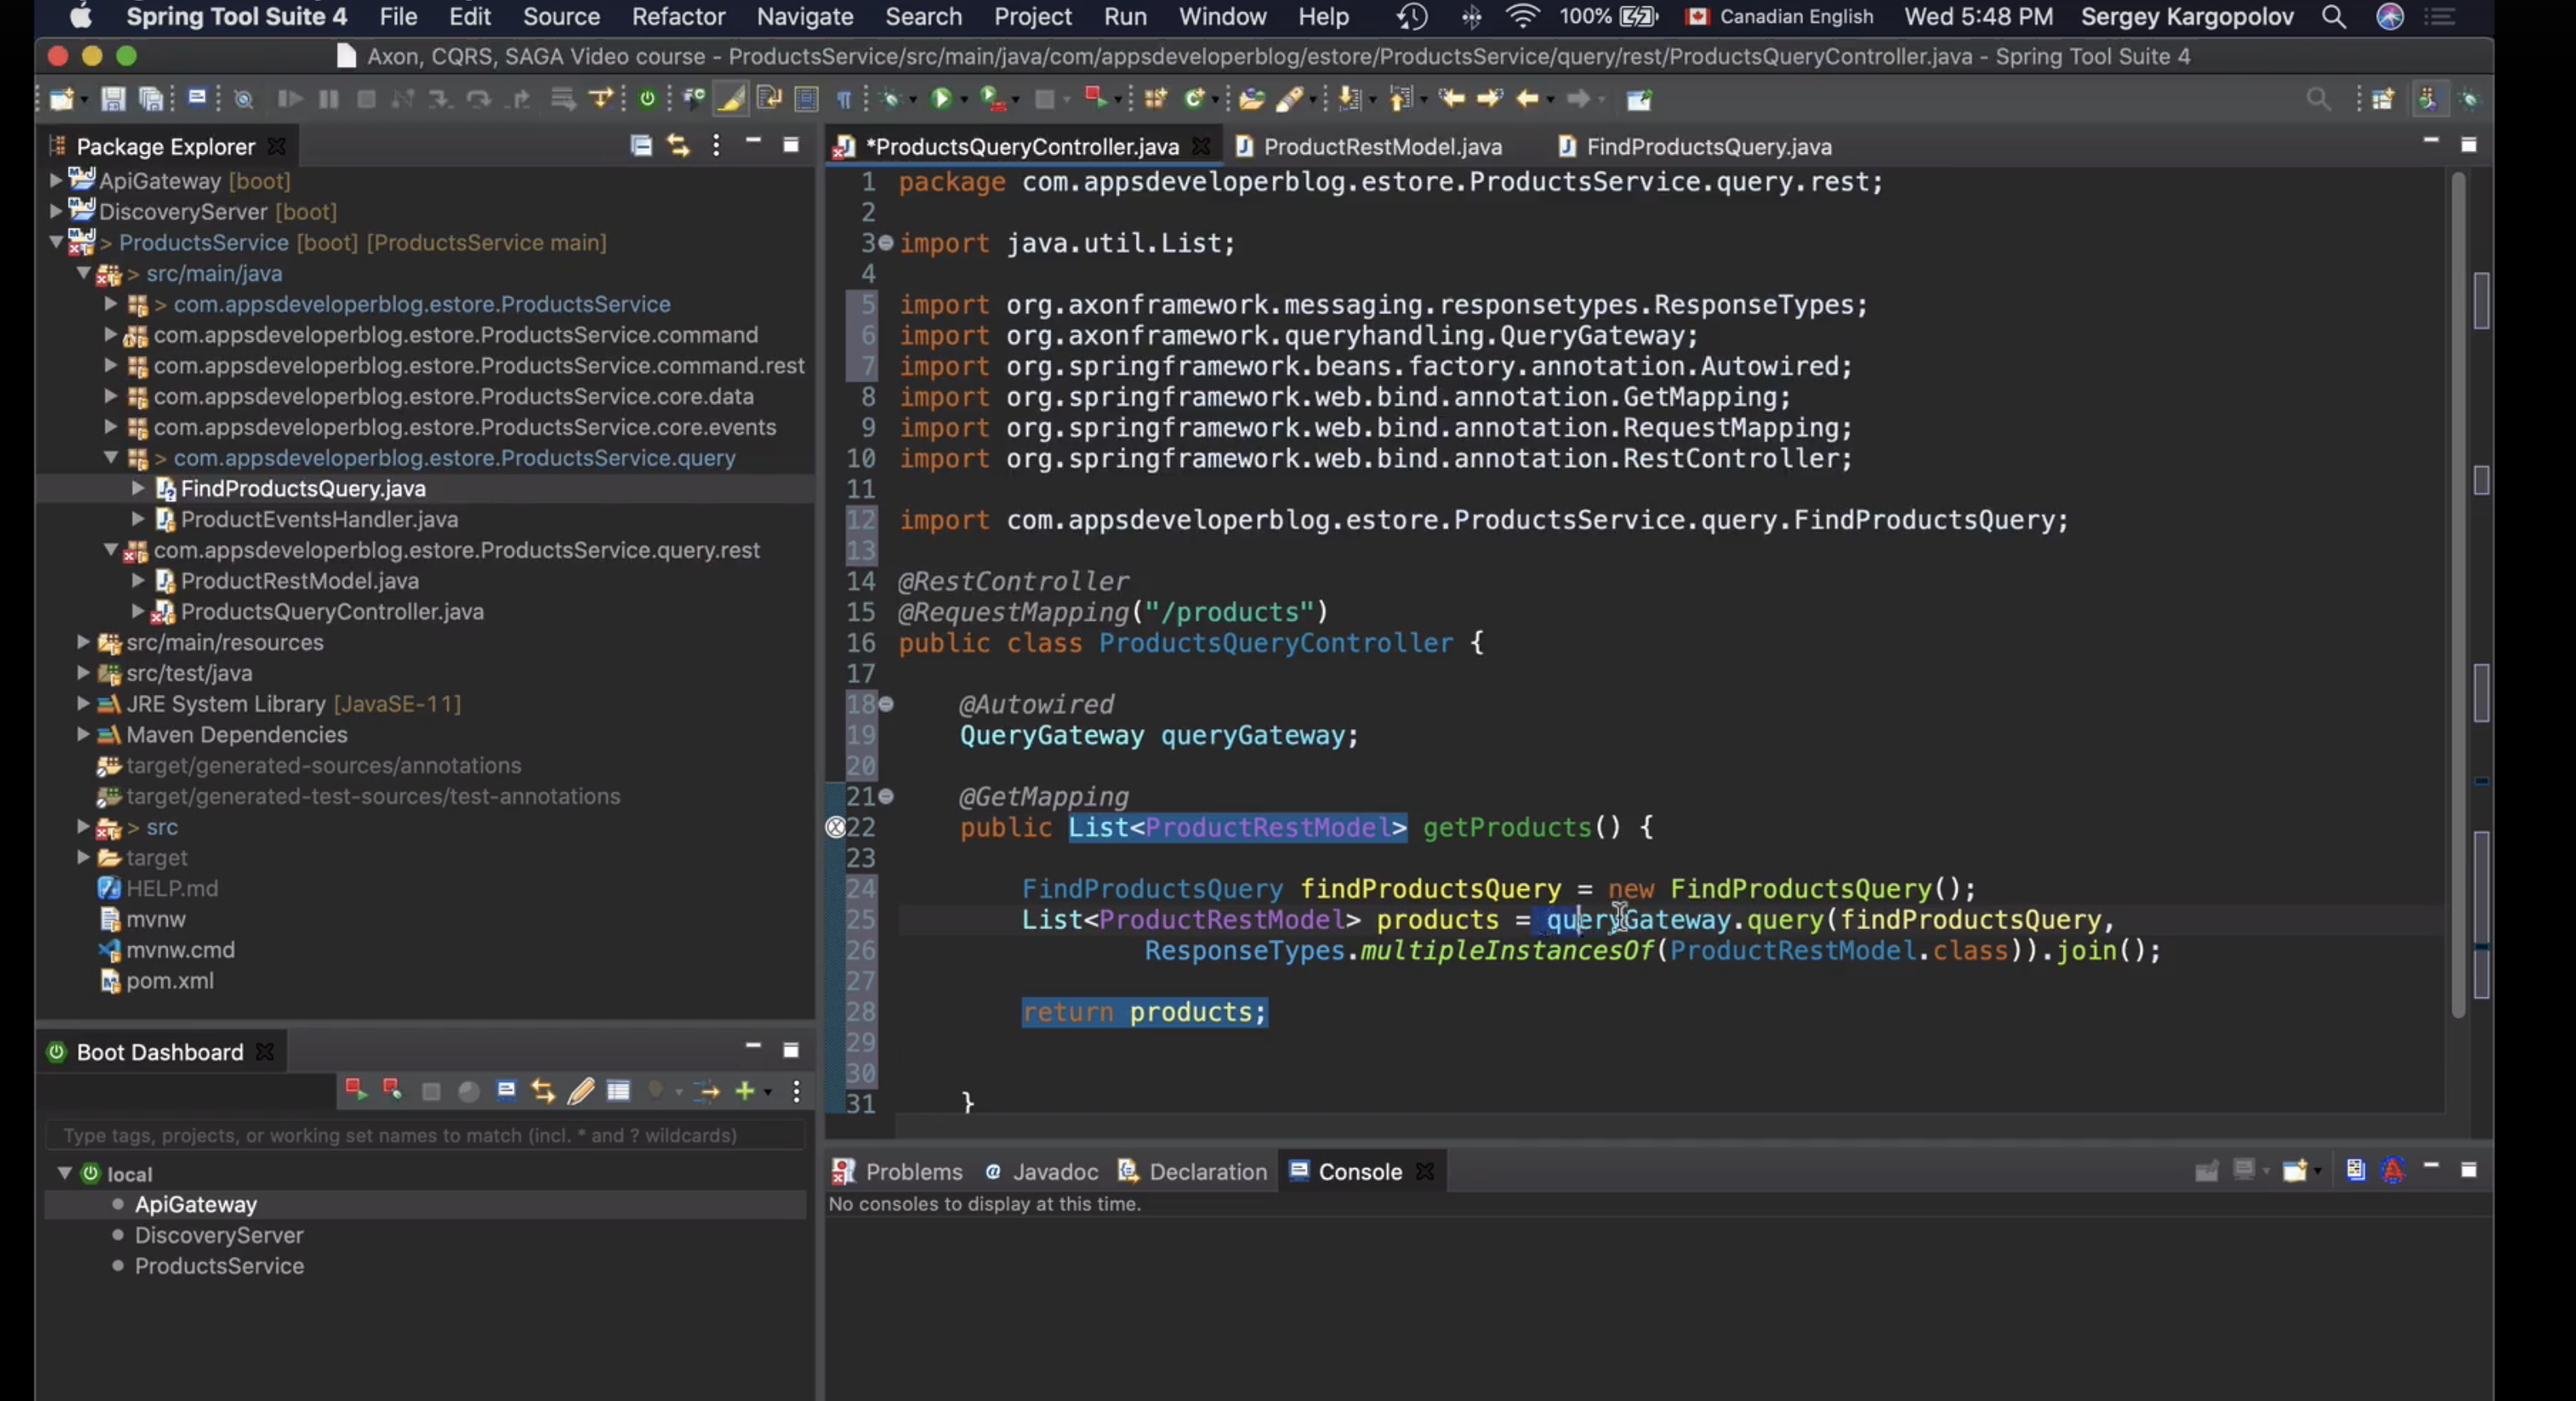 Spring Tool Suite 4 File Edit Source Refactor Navigate Search Project Run Window Help 100% Canadian English Wed 5:48 PM Sergey Kargopolov
Axon, CQRS, SAGA Video course - ProductsService/src/main/java/com/appsdeveloperblog/estore/ProductsService/query/rest/ProductsQueryController.java - Spring Tool Suite 4
Package Explorer
ApiGateway [boot]
DiscoveryServer [boot]
> ProductsService [boot] [ProductsService main]
> src/main/java
> com.appsdeveloperblog.estore.ProductsService
com.appsdeveloperblog.estore.ProductsService.command
com.appsdeveloperblog.estore.ProductsService.command.rest
com.appsdeveloperblog.estore.ProductsService.core.data
com.appsdeveloperblog.estore.ProductsService.core.events
> com.appsdeveloperblog.estore.ProductsService.query
FindProductsQuery.java
ProductEventsHandler.java
com.appsdeveloperblog.estore.ProductsService.query.rest
ProductRestModel.java
ProductsQueryController.java
src/main/resources
src/test/java
JRE System Library [JavaSE-11]
Maven Dependencies
target/generated-sources/annotations
target/generated-test-sources/test-annotations
> src
target
HELP.md
mvnw
mvnw.cmd
pom.xml
Boot Dashboard
Type tags, projects, or working set names to match (incl. * and ? wildcards)
local
ApiGateway
DiscoveryServer
ProductsService
*ProductsQueryController.java ProductRestModel.java FindProductsQuery.java
1 package com.appsdeveloperblog.estore.ProductsService.query.rest;
2
3 import java.util.List;
4
5 import org.axonframework.messaging.responsetypes.ResponseTypes;
6 import org.axonframework.queryhandling.QueryGateway;
7 import org.springframework.beans.factory.annotation.Autowired;
8 import org.springframework.web.bind.annotation.GetMapping;
9 import org.springframework.web.bind.annotation.RequestMapping;
10 import org.springframework.web.bind.annotation.RestController;
11
12 import com.appsdeveloperblog.estore.ProductsService.query.FindProductsQuery;
13
14 @RestController
15 @RequestMapping("/products")
16 public class ProductsQueryController {
17
18 @Autowired
19 QueryGateway queryGateway;
20
21 @GetMapping
22 public List<ProductRestModel> getProducts() {
23
24 FindProductsQuery findProductsQuery = new FindProductsQuery();
25 List<ProductRestModel> products = queryGateway.query(findProductsQuery,
26 ResponseTypes.multipleInstancesOf(ProductRestModel.class)).join();
27
28 return products;
29
30
31 }
Problems Javadoc Declaration Console
No consoles to display at this time.